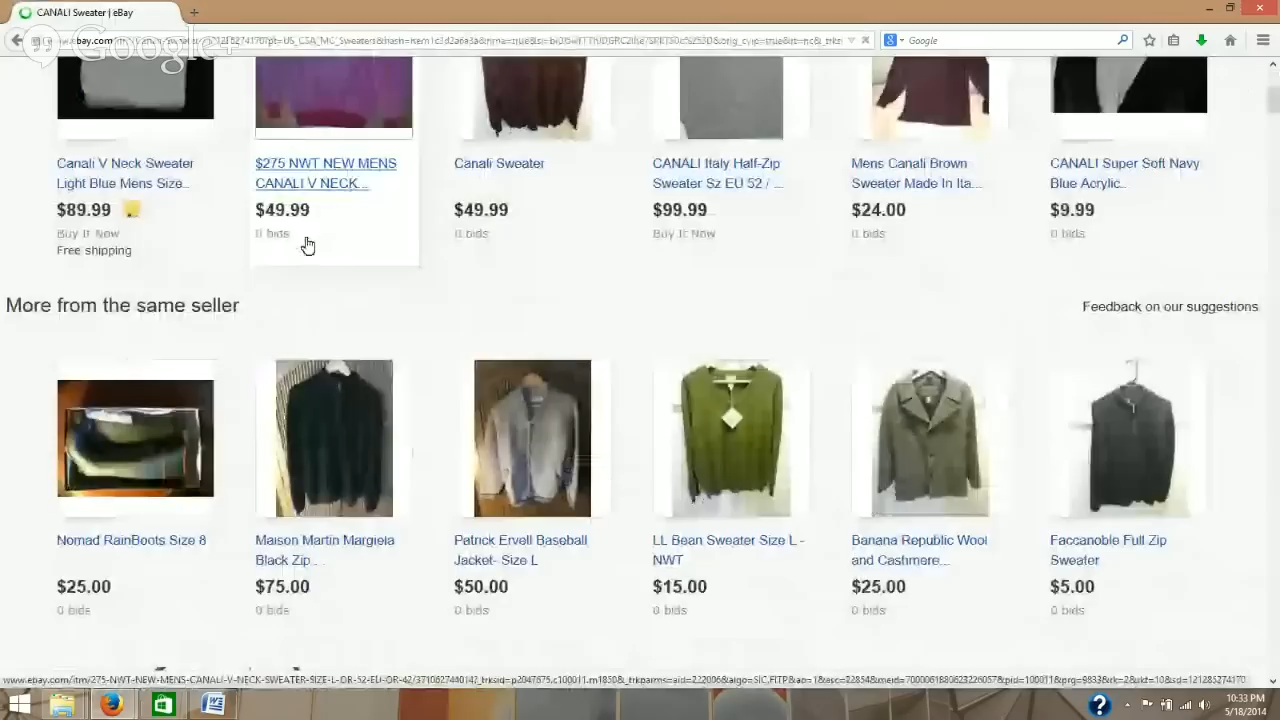 CANALI Sweater | eBay
Google+
Google
Canali V Neck Sweater
Light Blue Mens Size...
$89.99
Buy It Now
Free shipping
$275 NWT NEW MENS
CANALI V NECK...
$49.99
0 bids
Canali Sweater
$49.99
0 bids
CANALI Italy Half-Zip
Sweater Sz EU 52 / ...
$99.99
Buy It Now
Mens Canali Brown
Sweater Made In Ita...
$24.00
0 bids
CANALI Super Soft Navy
Blue Acrylic...
$9.99
0 bids
More from the same seller
Feedback on our suggestions
Nomad RainBoots Size 8
$25.00
0 bids
Maison Martin Margiela
Black Zip ...
$75.00
0 bids
Patrick Ervell Baseball
Jacket- Size L
$50.00
0 bids
LL Bean Sweater Size L -
NWT
$15.00
0 bids
Banana Republic Wool
and Cashmere...
$25.00
0 bids
Faccanoble Full Zip
Sweater
$5.00
0 bids
10:33 PM
5/18/2014